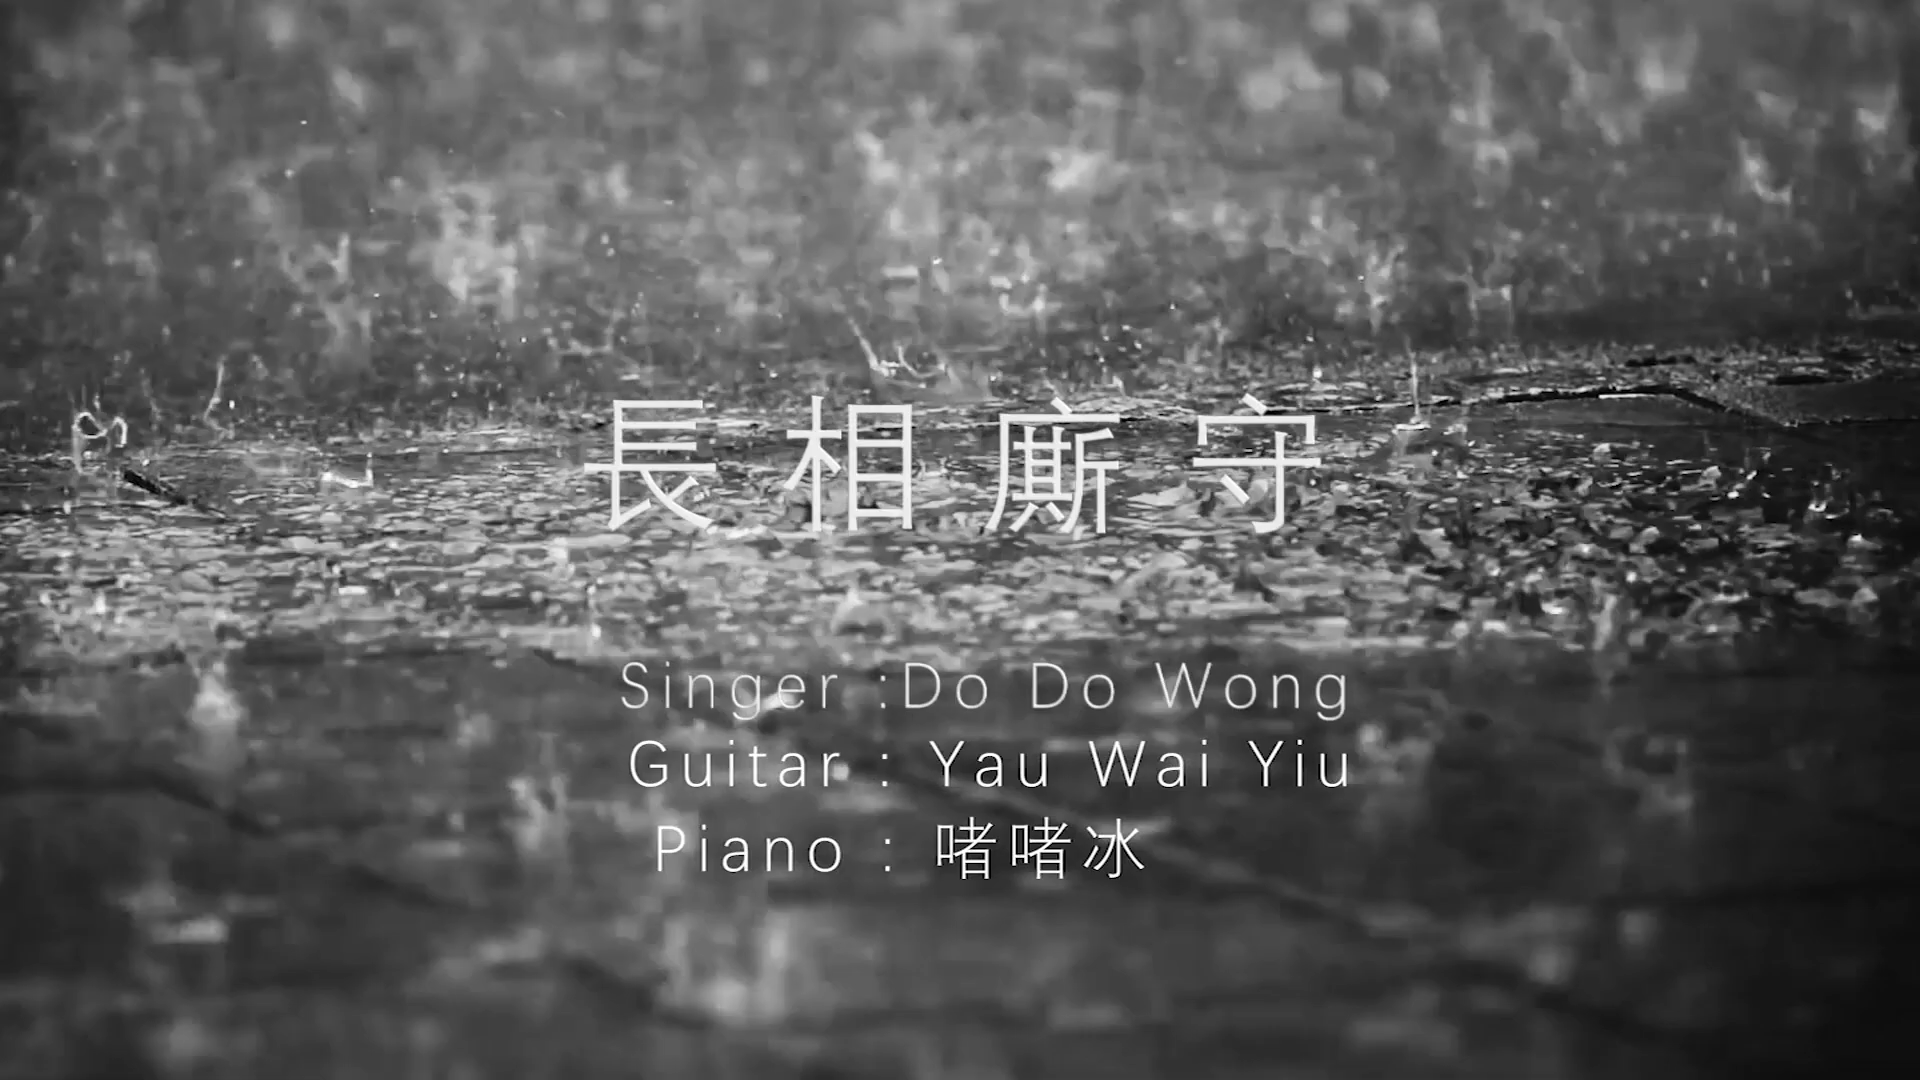 長相廝守
Singer :Do Do Wong
Guitar : Yau Wai Yiu
Piano : 啫啫冰